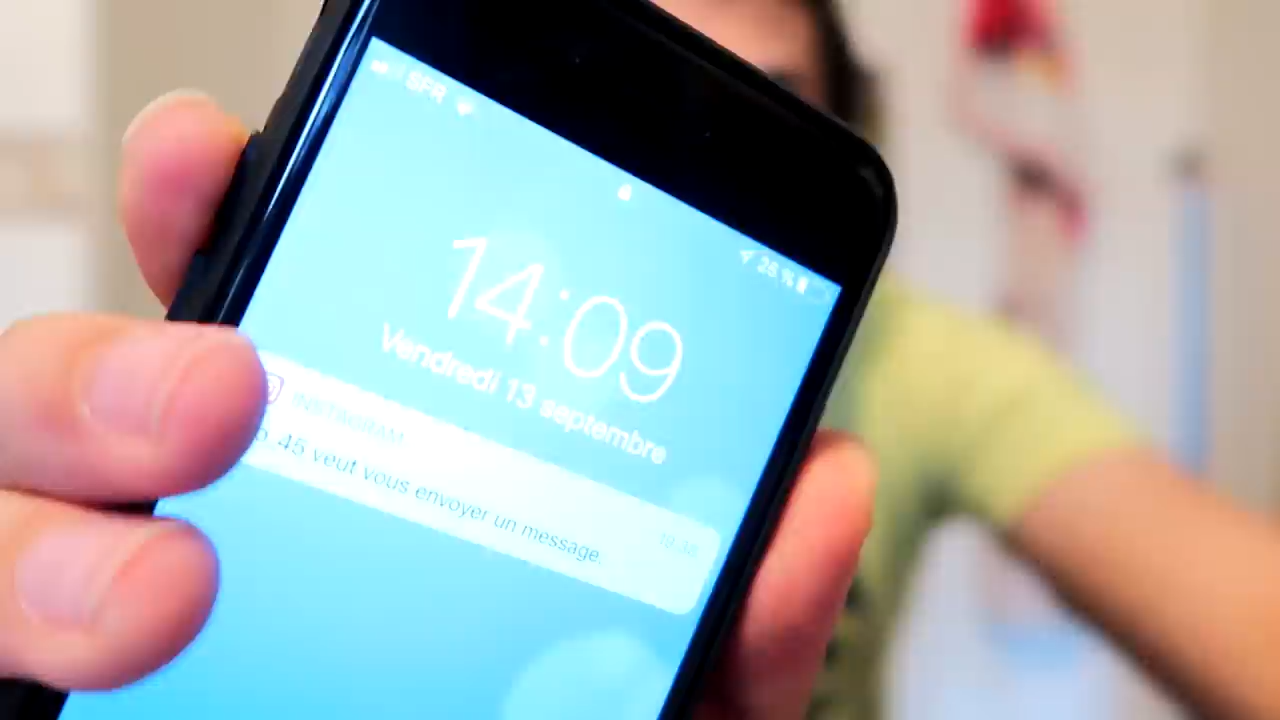 SFR
14:09
Vendredi 13 septembre
INSTAGRAM
.45 veut vous envoyer un message.